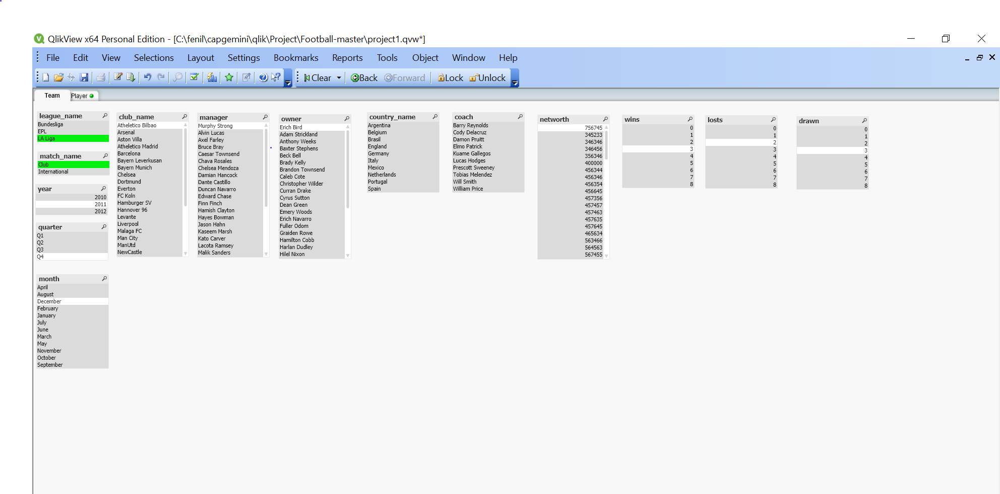 QlikView x64 Personal Edition - [C:\fenil\capgemini\qlik\Project\Football-master\project1.qvw*]
File Edit View Selections Layout Settings Bookmarks Reports Tools Object Window Help
Clear Back Forward Lock Unlock
Team Player
league_name
Bundesliga
EPL
LA Liga
match_name
Club
International
year
2010
2011
2012
quarter
Q1
Q2
Q3
Q4
month
April
August
December
February
January
July
June
March
May
November
October
September
club_name
Atheletico Bilbao
Arsenal
Aston Villa
Atheletico Madrid
Barcelona
Bayern Leverkusan
Bayern Munich
Chelsea
Dortmund
Everton
FC Koln
Hamburger SV
Hannover 96
Levante
Liverpool
Malaga FC
Man City
ManUtd
NewCastle
manager
Murphy Strong
Alvin Lucas
Axel Farley
Bruce Bray
Caesar Townsend
Chava Rosales
Chelsea Mendoza
Damian Hancock
Dante Castillo
Duncan Navarro
Edward Chase
Finn Finch
Hamish Clayton
Hayes Bowman
Jason Hahn
Kaseem Marsh
Kato Carver
Lacota Ramsey
Malik Sanders
owner
Erich Bird
Adam Strickland
Anthony Weeks
Baxter Stephens
Beck Bell
Brady Kelly
Brandon Townsend
Caleb Cote
Christopher Wilder
Curran Drake
Cyrus Sutton
Dean Green
Emery Woods
Erich Navarro
Fuller Odom
Graiden Rowe
Hamilton Cobb
Harlan Dudley
Hilel Nixon
country_name
Argentina
Belgium
Brasil
England
Germany
Italy
Mexico
Netherlands
Portugal
Spain
coach
Barry Reynolds
Cody Delacruz
Damon Pruitt
Elmo Patrick
Kuame Gallegos
Lucas Hodges
Prescott Sweeney
Tobias Melendez
Will Smith
William Price
networth
756745
345233
346346
346456
356346
400000
456344
456346
456354
456645
457356
457457
457463
457635
457645
465634
563466
564563
567455
wins
0
1
2
3
4
5
6
7
8
losts
0
1
2
3
4
5
6
7
8
drawn
0
1
2
3
4
5
6
7
8